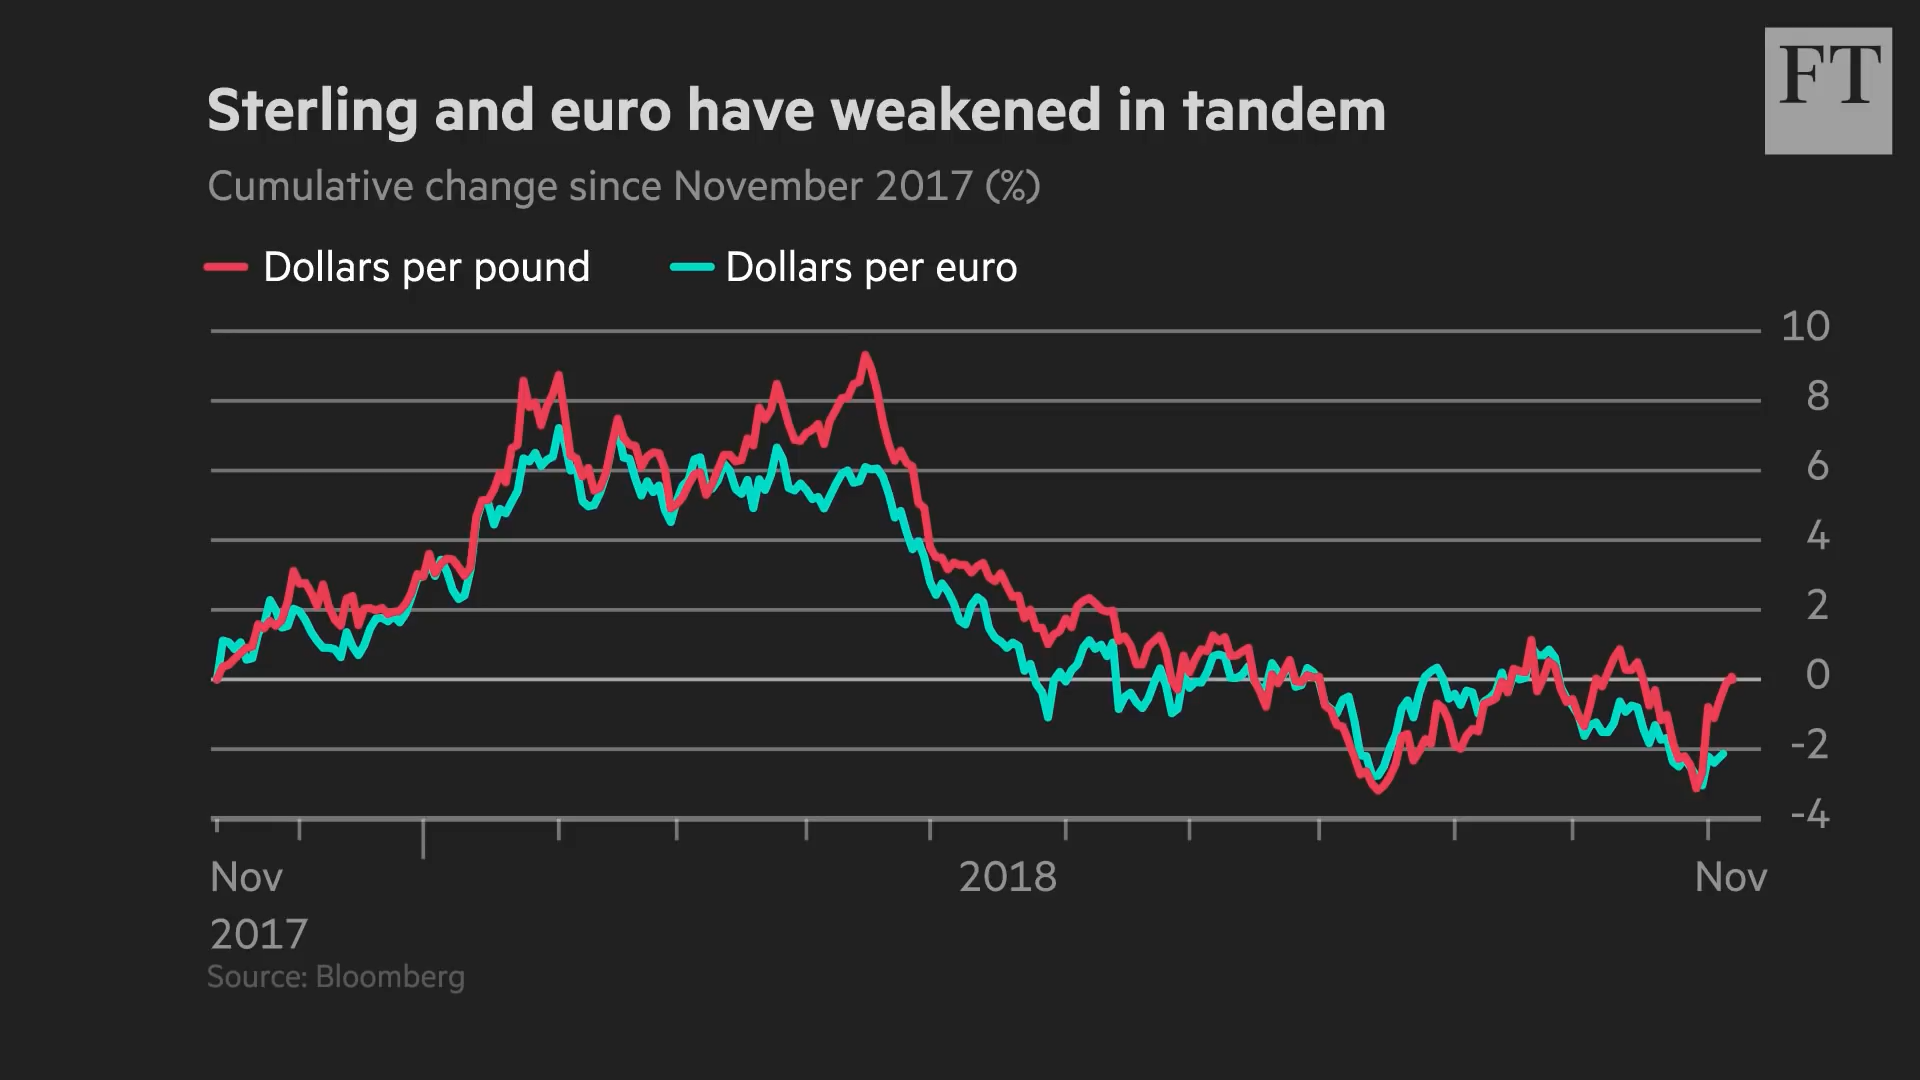 FT
Sterling and euro have weakened in tandem
Cumulative change since November 2017 (%)
Dollars per pound
Dollars per euro
10
8
6
4
2
0
-2
-4
Nov
2018
Nov
2017
Source: Bloomberg